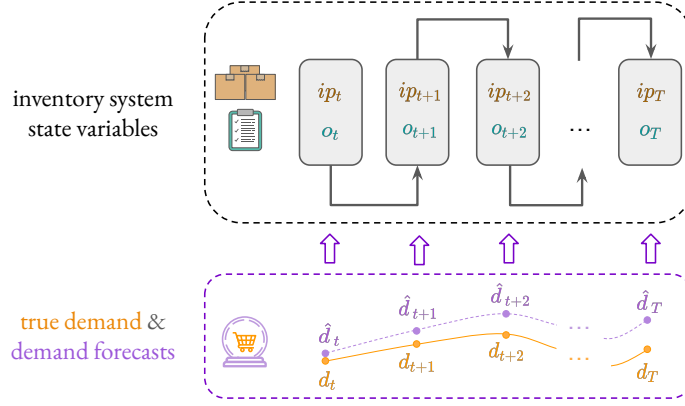 inventory system
state variables
ip_t ip_{t+1} ip_{t+2} ip_T
o_t o_{t+1} o_{t+2} ... o_T
true demand &
demand forecasts
d̂_t d̂_{t+1} d̂_{t+2} ... d̂_T
d_t d_{t+1} d_{t+2} ... d_T